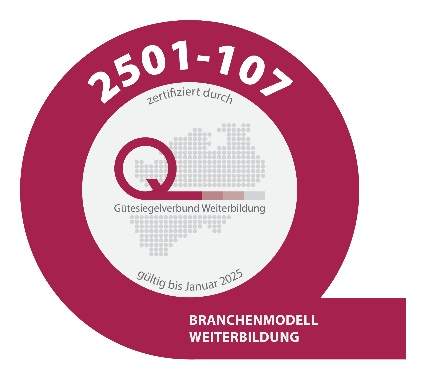 2501-107
zertifiziert durch
Gütesiegelverbund Weiterbildung
gültig bis Januar 2025
BRANCHENMODELL
WEITERBILDUNG